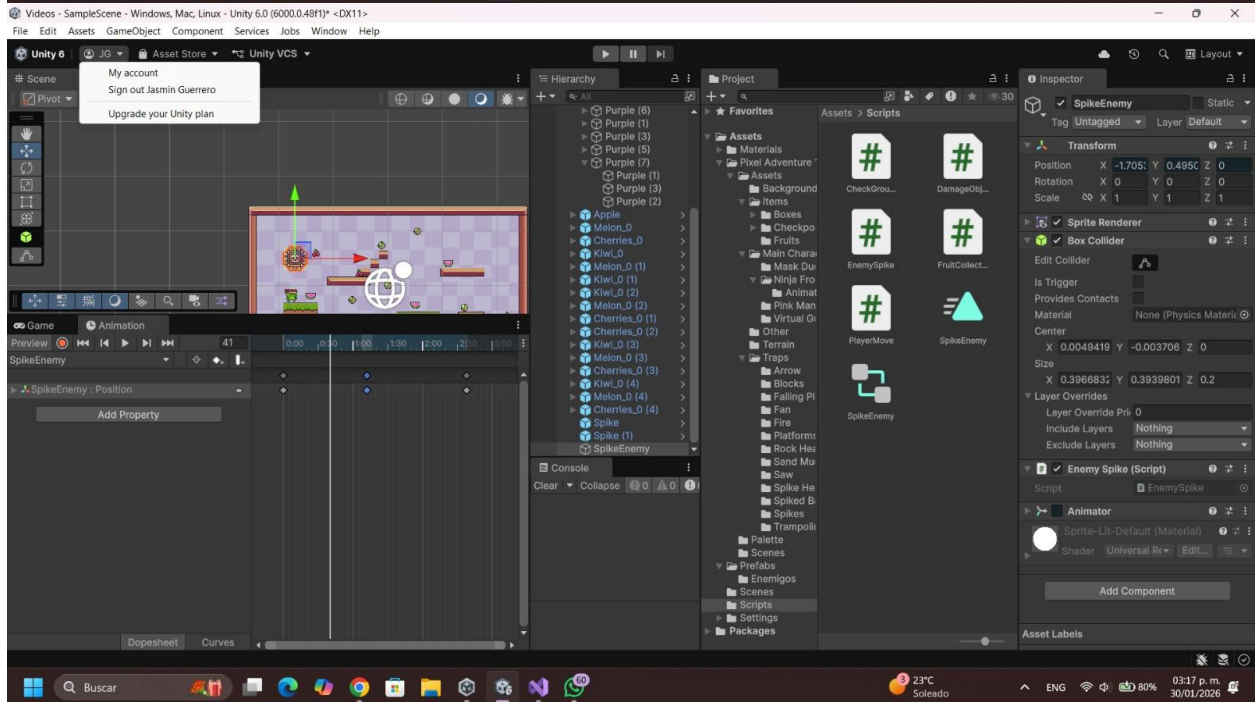 Videos - SampleScene - Windows, Mac, Linux - Unity 6.0 (6000.0.48f1)* <DX11>
File Edit Assets GameObject Component Services Jobs Window Help
Unity 6 JG Asset Store Unity VCS Layout
My account
Sign out Jasmin Guerrero
Upgrade your Unity plan
Scene
Pivot
Game Animation
Preview 41 0:00 0:30 1:00 1:30 2:00 2:30 3:00
SpikeEnemy
SpikeEnemy : Position
Add Property
Dopesheet Curves
Hierarchy
All
Purple (6)
Purple (1)
Purple (3)
Purple (5)
Purple (7)
Purple (1)
Purple (3)
Purple (2)
Apple
Melon_0
Cherries_0
Kiwi_0
Melon_0 (1)
Kiwi_0 (1)
Kiwi_0 (2)
Melon_0 (2)
Cherries_0 (1)
Cherries_0 (2)
Kiwi_0 (3)
Melon_0 (3)
Cherries_0 (3)
Kiwi_0 (4)
Melon_0 (4)
Cherries_0 (4)
Spike
Spike (1)
SpikeEnemy
Console
Clear Collapse 0 0
Project
30
Favorites
Assets
Materials
Pixel Adventure
Assets
Background
Items
Boxes
Checkpo
Fruits
Main Chara
Mask Du
Ninja Fro
Animat
Pink Man
Virtual Gu
Other
Terrain
Traps
Arrow
Blocks
Falling Pl
Fan
Fire
Platforms
Rock Hea
Sand Mu
Saw
Spike He
Spiked Ba
Spikes
Trampolin
Palette
Scenes
Prefabs
Enemigos
Scenes
Scripts
Settings
Packages
Assets > Scripts
CheckGrou... DamageObj...
EnemySpike FruitCollect...
PlayerMove SpikeEnemy
SpikeEnemy
Inspector
SpikeEnemy Static
Tag Untagged Layer Default
Transform
Position X -1.705 Y 0.495 Z 0
Rotation X 0 Y 0 Z 0
Scale X 1 Y 1 Z 1
Sprite Renderer
Box Collider
Edit Collider
Is Trigger
Provides Contacts
Material None (Physics Materia
Center
X 0.0049419 Y -0.003706 Z 0
Size
X 0.3966832 Y 0.3939801 Z 0.2
Layer Overrides
Layer Override Pri 0
Include Layers Nothing
Exclude Layers Nothing
Enemy Spike (Script)
Script EnemySpike
Animator
Sprite-Lit-Default (Material)
Shader Universal Re Edit...
Add Component
Asset Labels
Buscar
60
3
23°C
Soleado
ENG 80%
03:17 p. m.
30/01/2026